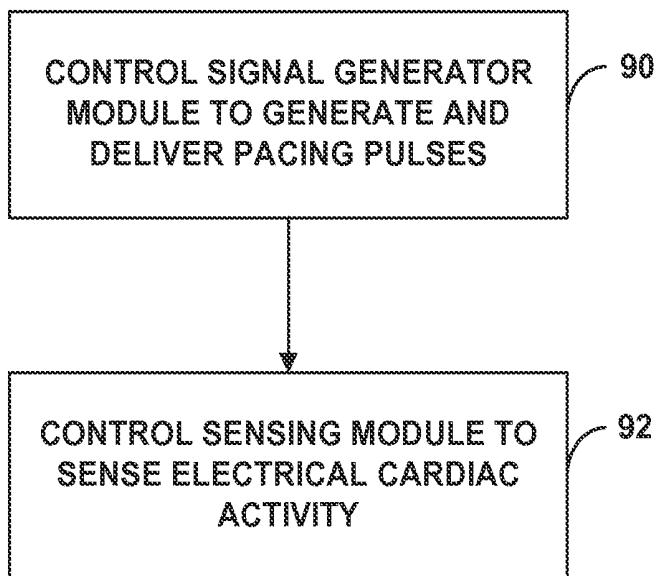 CONTROL SIGNAL GENERATOR
MODULE TO GENERATE AND
DELIVER PACING PULSES
90
CONTROL SENSING MODULE TO
SENSE ELECTRICAL CARDIAC
ACTIVITY
92